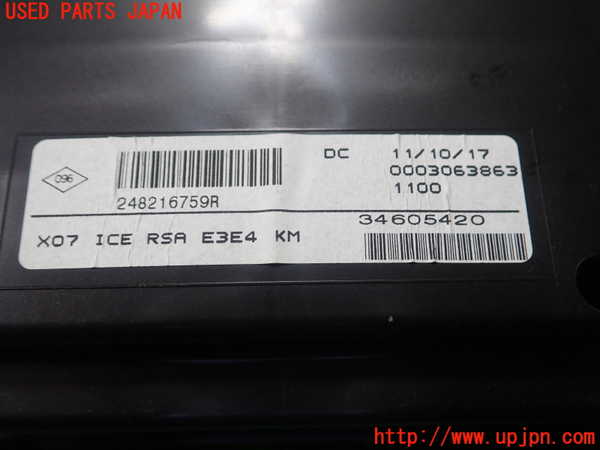 USED PARTS JAPAN
096
248216759R
DC 11/10/17
0003063863
1100
34605420
X07 ICE RSA E3E4 KM
http://www.upjpn.com/